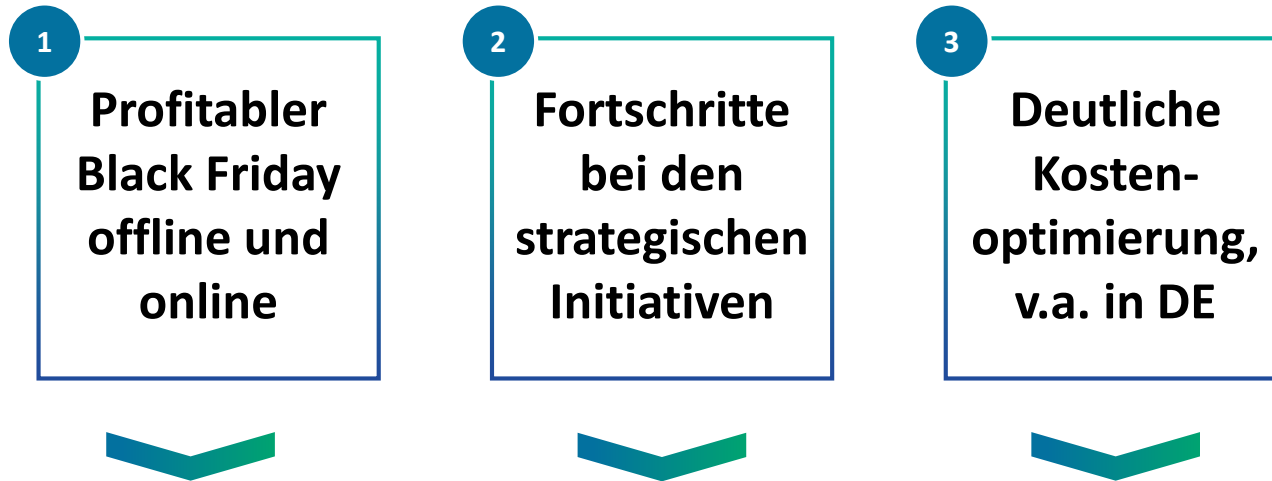 1
Profitabler
Black Friday
offline und
online
2
Fortschritte
bei den
strategischen
Initiativen
3
Deutliche
Kosten-
optimierung,
v.a. in DE